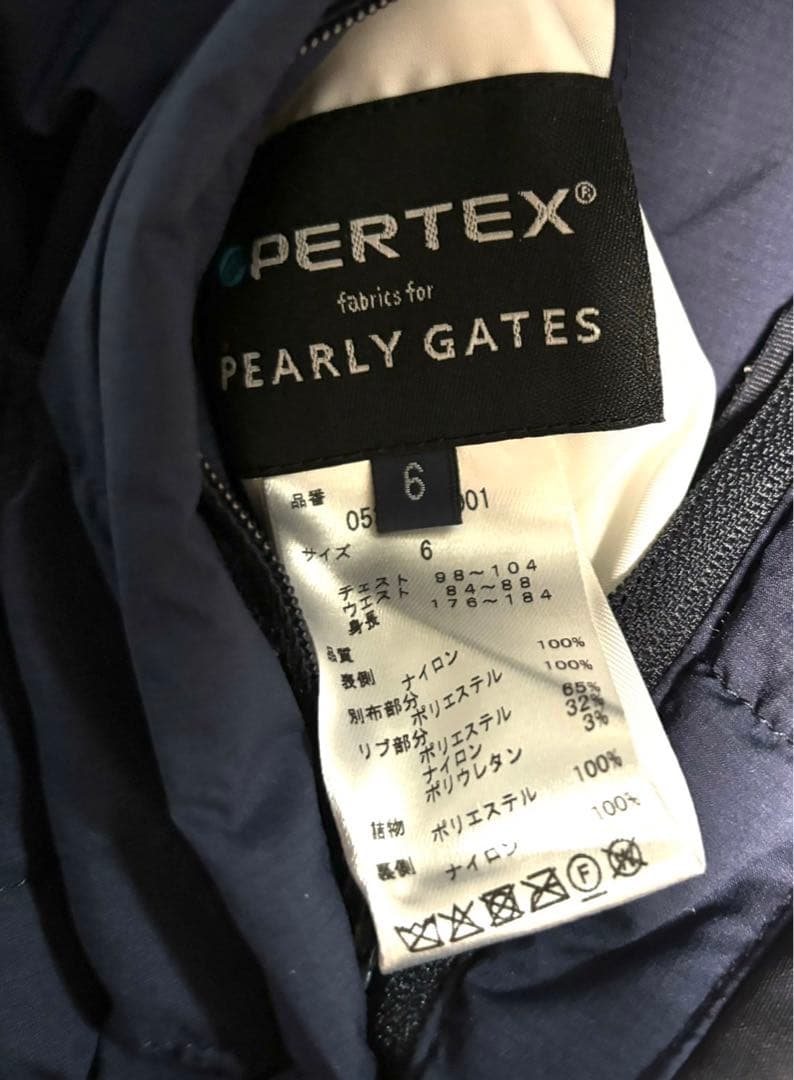 PERTEX®
fabrics for
PEARLY GATES
6
品番
05 001
サイズ 6
チェスト 98～104
ウエスト 84～88
身長 176～184
品質
表側 ナイロン 100%
別布部分 ポリエステル 100%
リブ部分 ポリエステル 65%
ナイロン 32%
ポリウレタン 3%
詰物 ポリエステル 100%
裏側 ナイロン 100%
F